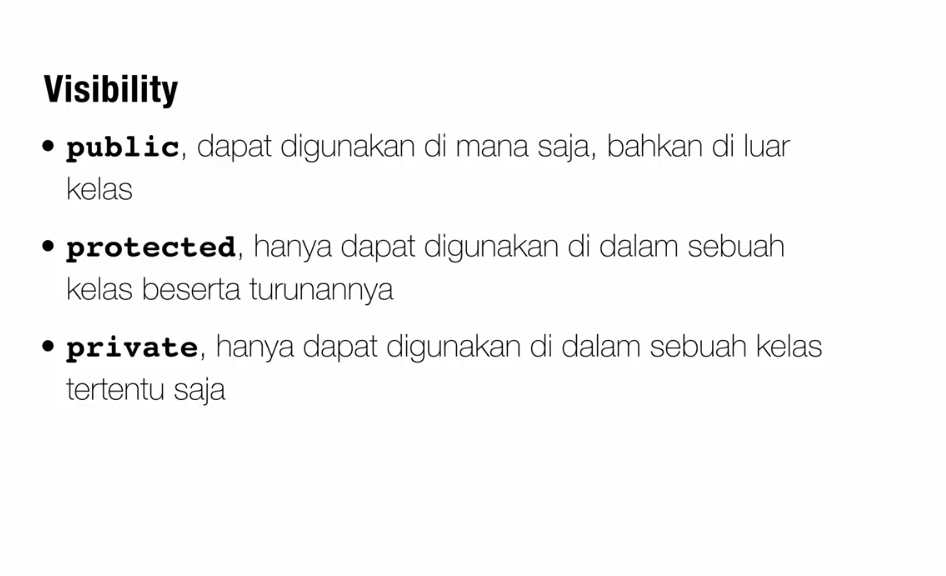 Visibility
• public, dapat digunakan di mana saja, bahkan di luar
kelas
• protected, hanya dapat digunakan di dalam sebuah
kelas beserta turunannya
• private, hanya dapat digunakan di dalam sebuah kelas
tertentu saja